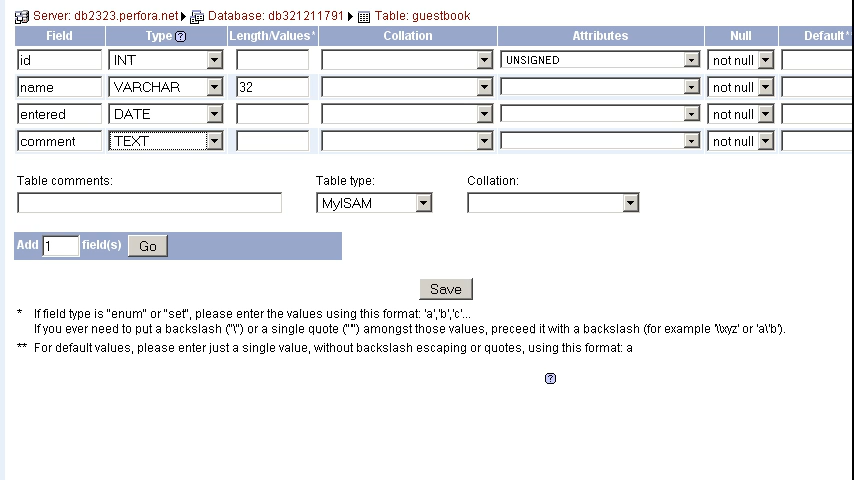 Server: db2323.perfora.net Database: db321211791 Table: guestbook
Field Type Length/Values* Collation Attributes Null Default**
id INT UNSIGNED not null
name VARCHAR 32 not null
entered DATE not null
comment TEXT not null
Table comments: Table type: Collation:
MyISAM
Add 1 field(s) Go
Save
* If field type is "enum" or "set", please enter the values using this format: 'a','b','c'...
If you ever need to put a backslash ("\") or a single quote ("'") amongst those values, preceed it with a backslash (for example '\\xyz' or 'a\'b').
** For default values, please enter just a single value, without backslash escaping or quotes, using this format: a